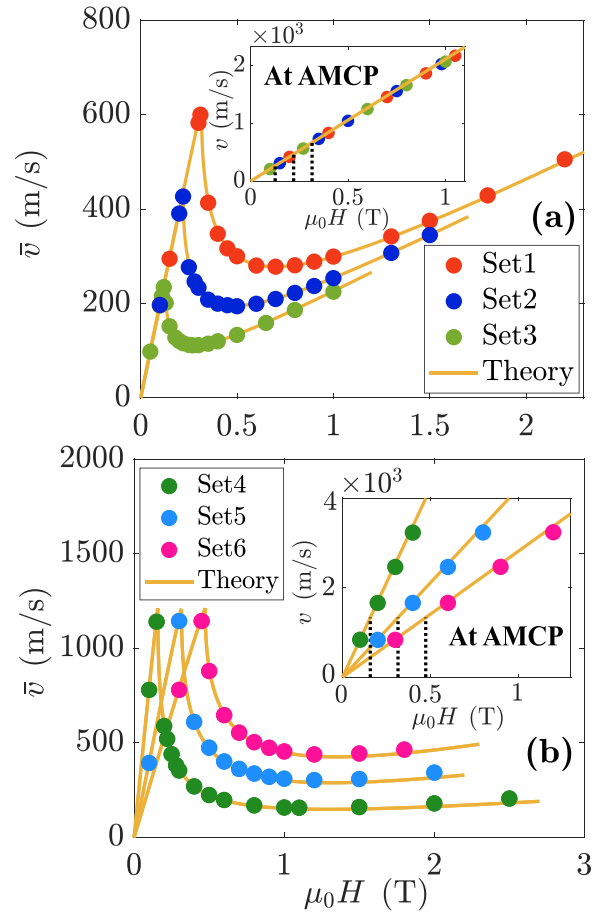 800
600
400
200
0
v̄ (m/s)
0
0.5
1
1.5
2
×10³
At AMCP
2
1
0
v (m/s)
0.5
1
μ₀H (T)
(a)
Set1
Set2
Set3
Theory
2000
1500
1000
500
0
v̄ (m/s)
Set4
Set5
Set6
Theory
×10³
4
2
0
v (m/s)
At AMCP
0
0.5
1
μ₀H (T)
(b)
0
1
2
3
μ₀H (T)